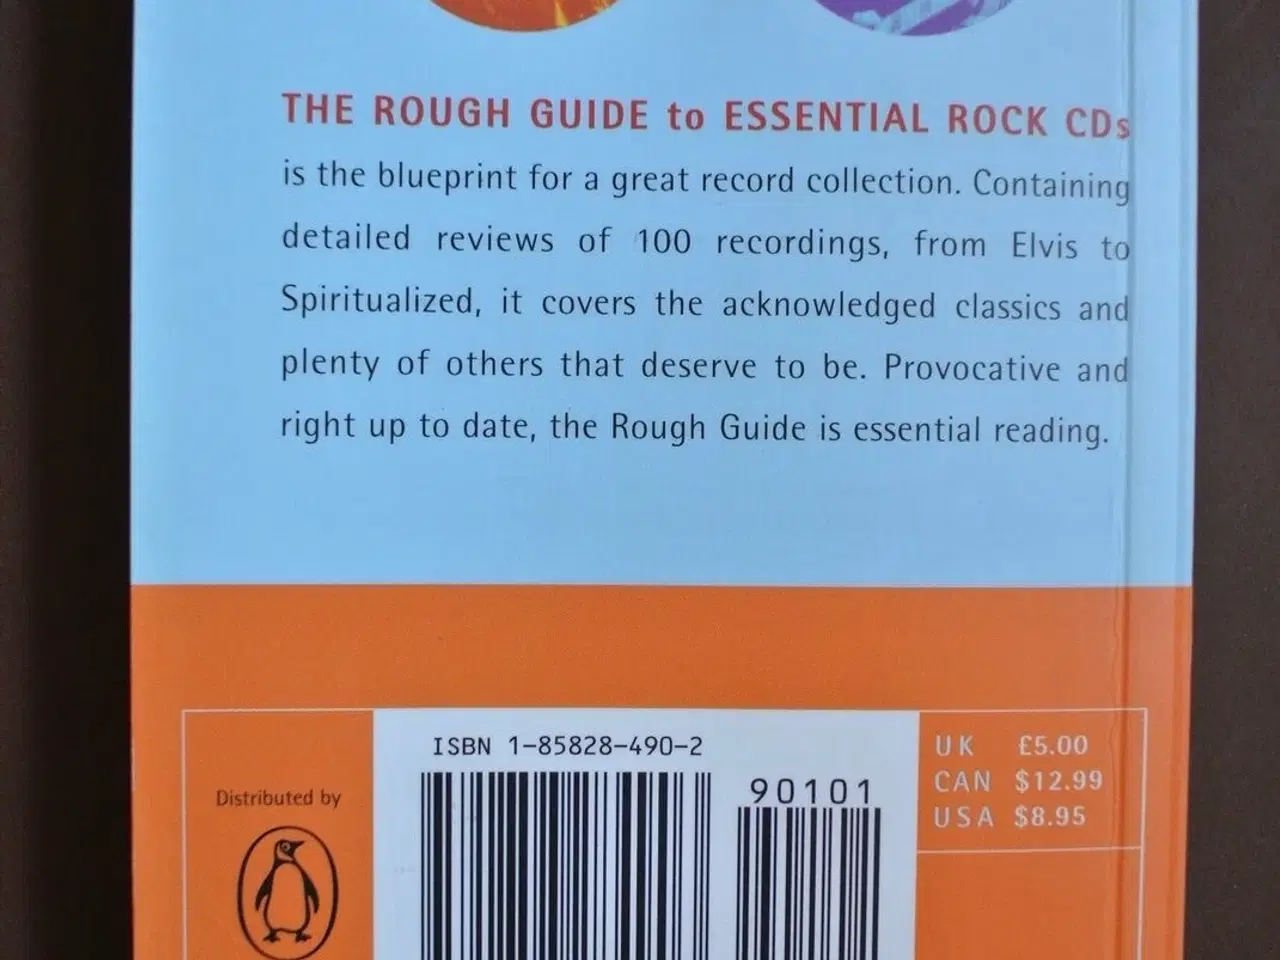 THE ROUGH GUIDE to ESSENTIAL ROCK CDs
is the blueprint for a great record collection. Containing
detailed reviews of 100 recordings, from Elvis to
Spiritualized, it covers the acknowledged classics and
plenty of others that deserve to be. Provocative and
right up to date, the Rough Guide is essential reading.
Distributed by
ISBN 1-85828-490-2
90101
UK £5.00
CAN $12.99
USA $8.95